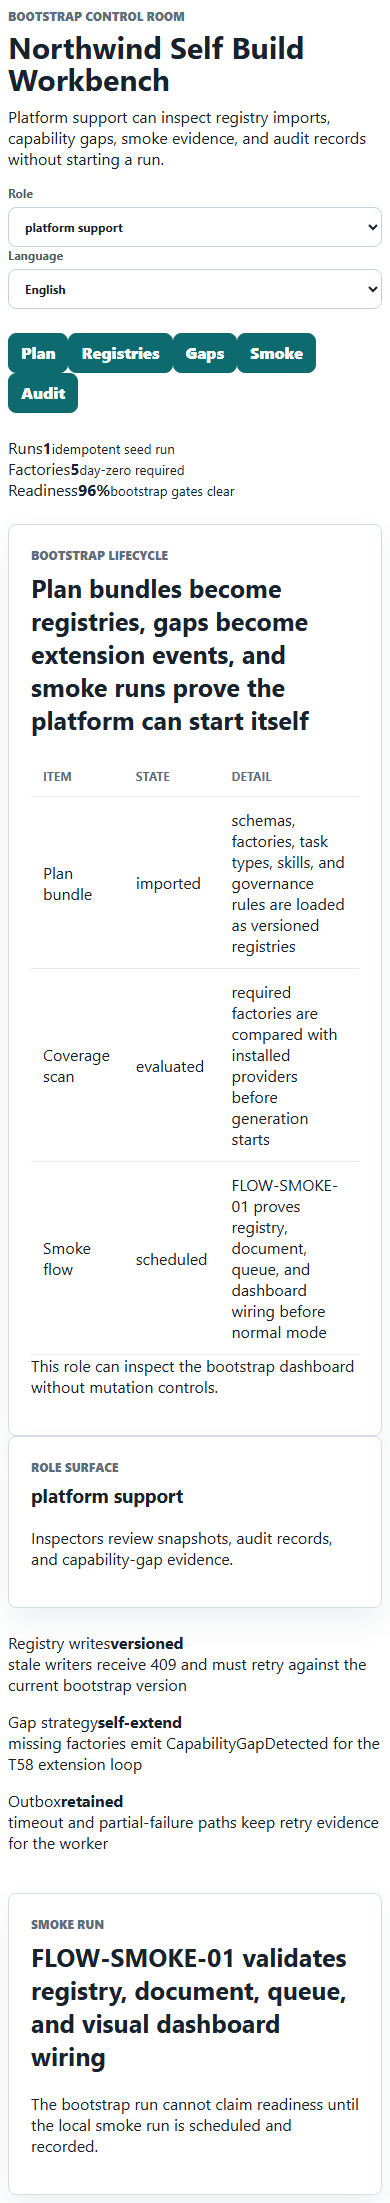 BOOTSTRAP CONTROL ROOM
Northwind Self Build
Workbench
Platform support can inspect registry imports,
capability gaps, smoke evidence, and audit records
without starting a run.
Role
platform support
Language
English
Plan Registries Gaps Smoke
Audit
Runs1idempotent seed run
Factories5day-zero required
Readiness96%bootstrap gates clear
BOOTSTRAP LIFECYCLE
Plan bundles become
registries, gaps become
extension events, and
smoke runs prove the
platform can start itself
ITEM STATE DETAIL
Plan
bundle
imported
schemas,
factories, task
types, skills, and
governance
rules are loaded
as versioned
registries
Coverage
scan
evaluated
required
factories are
compared with
installed
providers
before
generation
starts
Smoke
flow
scheduled
FLOW-SMOKE-
01 proves
registry,
document,
queue, and
dashboard
wiring before
normal mode
This role can inspect the bootstrap dashboard
without mutation controls.
ROLE SURFACE
platform support
Inspectors review snapshots, audit records,
and capability-gap evidence.
Registry writesversioned
stale writers receive 409 and must retry against the
current bootstrap version
Gap strategyself-extend
missing factories emit CapabilityGapDetected for the
T58 extension loop
Outboxretained
timeout and partial-failure paths keep retry evidence
for the worker
SMOKE RUN
FLOW-SMOKE-01 validates
registry, document, queue,
and visual dashboard
wiring
The bootstrap run cannot claim readiness until
the local smoke run is scheduled and
recorded.